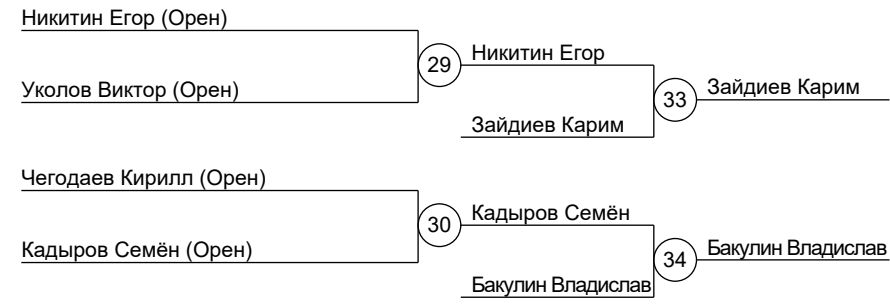 Никитин Егор (Орен)
29
Никитин Егор
Уколов Виктор (Орен)
33
Зайдиев Карим
Зайдиев Карим
Чегодаев Кирилл (Орен)
30
Кадыров Семён
Кадыров Семён (Орен)
34
Бакулин Владислав
Бакулин Владислав